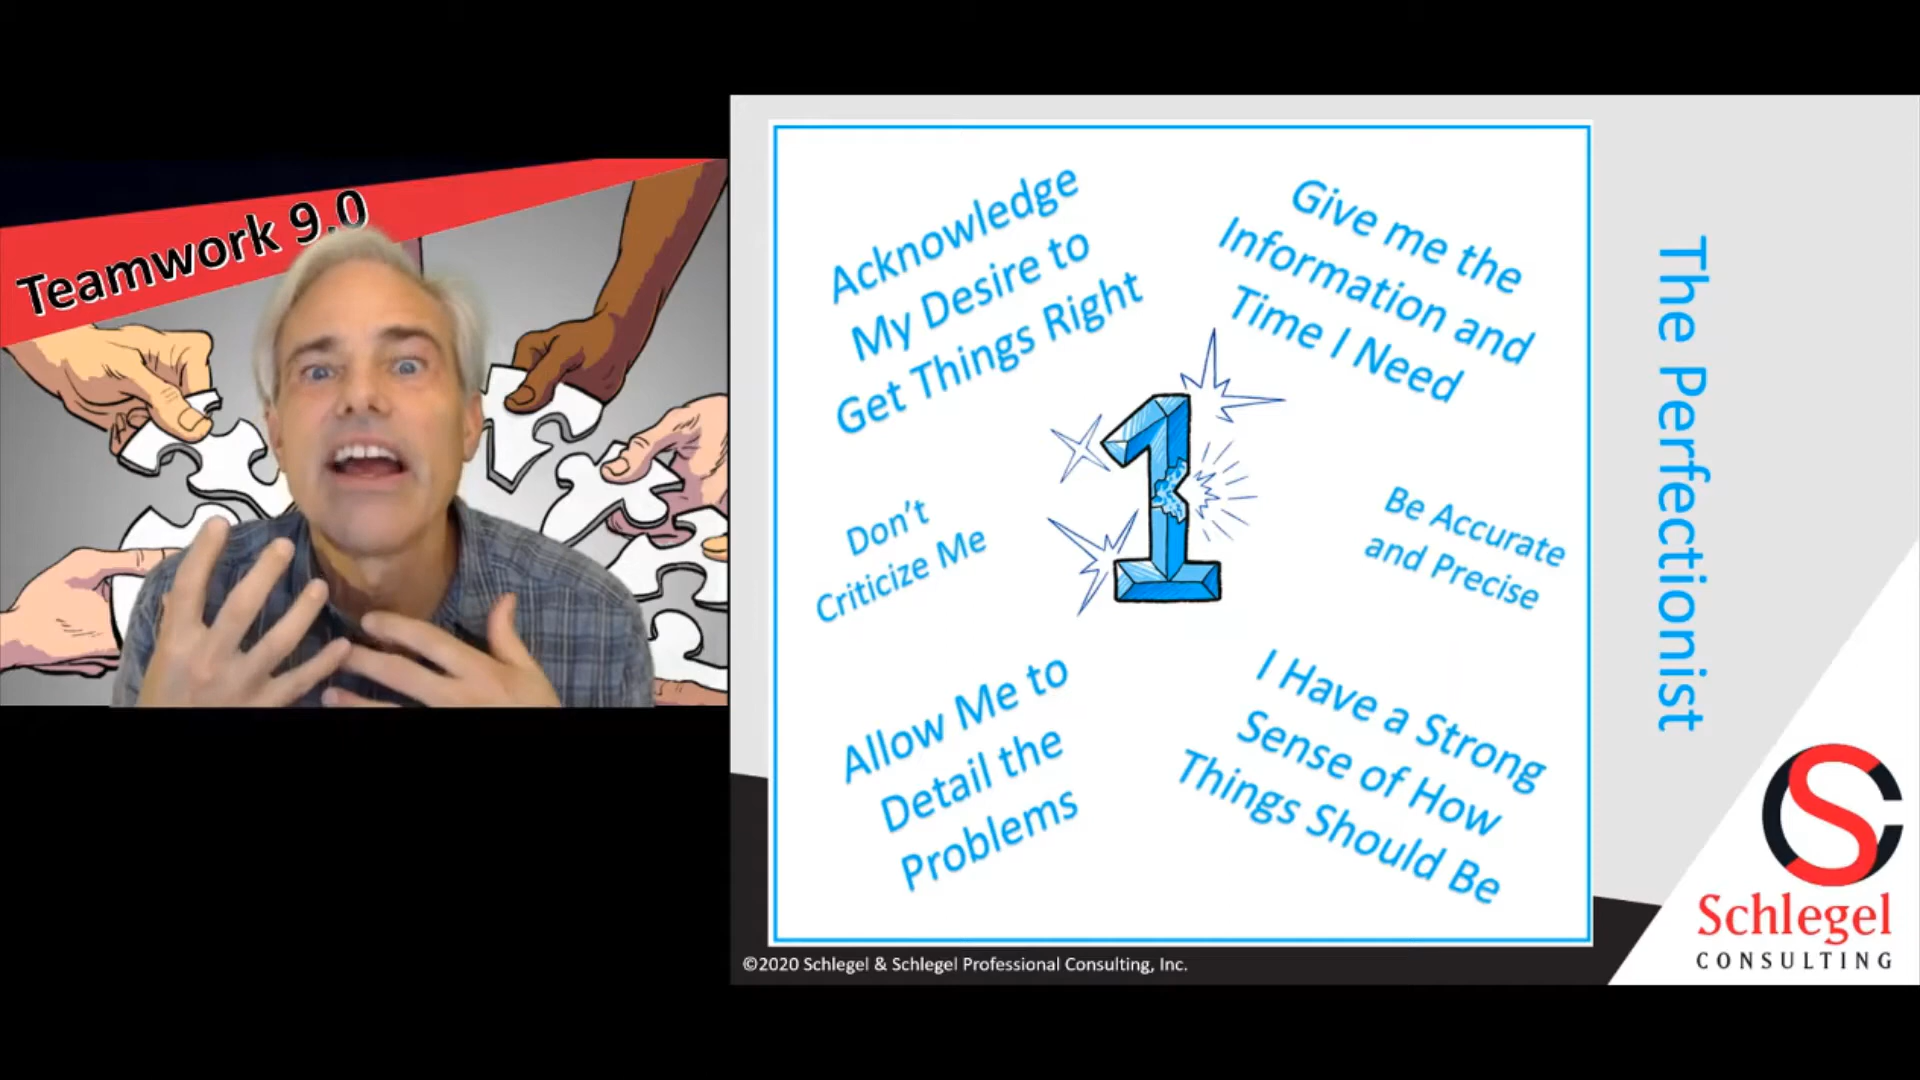 Teamwork 9.0
Acknowledge
My Desire to
Get Things Right
Give me the
Information and
Time I Need
Don't
Criticize Me
1
Be Accurate
and Precise
Allow Me to
Detail the
Problems
I Have a Strong
Sense of How
Things Should Be
The Perfectionist
SC
Schlegel
CONSULTING
©2020 Schlegel & Schlegel Professional Consulting, Inc.